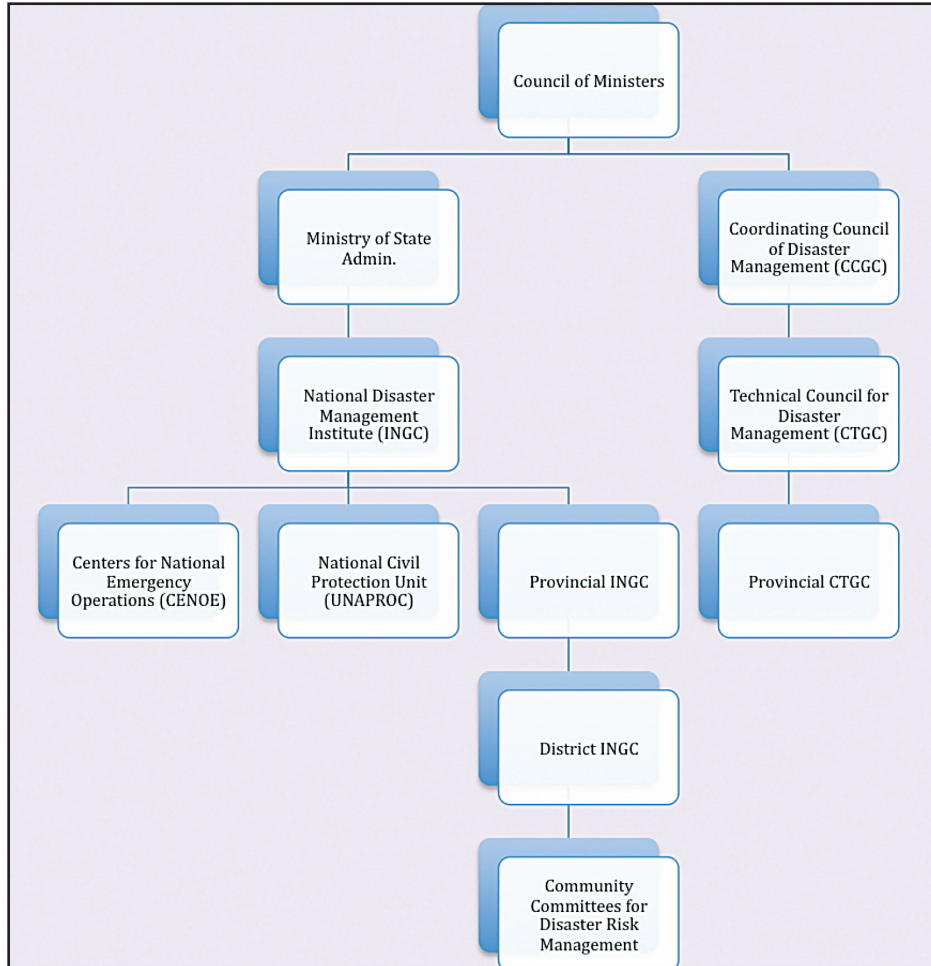 Council of Ministers
Ministry of State
Admin.
Coordinating Council
of Disaster
Management (CCGC)
National Disaster
Management
Institute (INGC)
Technical Council for
Disaster
Management (CTGC)
Centers for National
Emergency
Operations (CENOE)
National Civil
Protection Unit
(UNAPROC)
Provincial INGC
Provincial CTGC
District INGC
Community
Committees for
Disaster Risk
Management